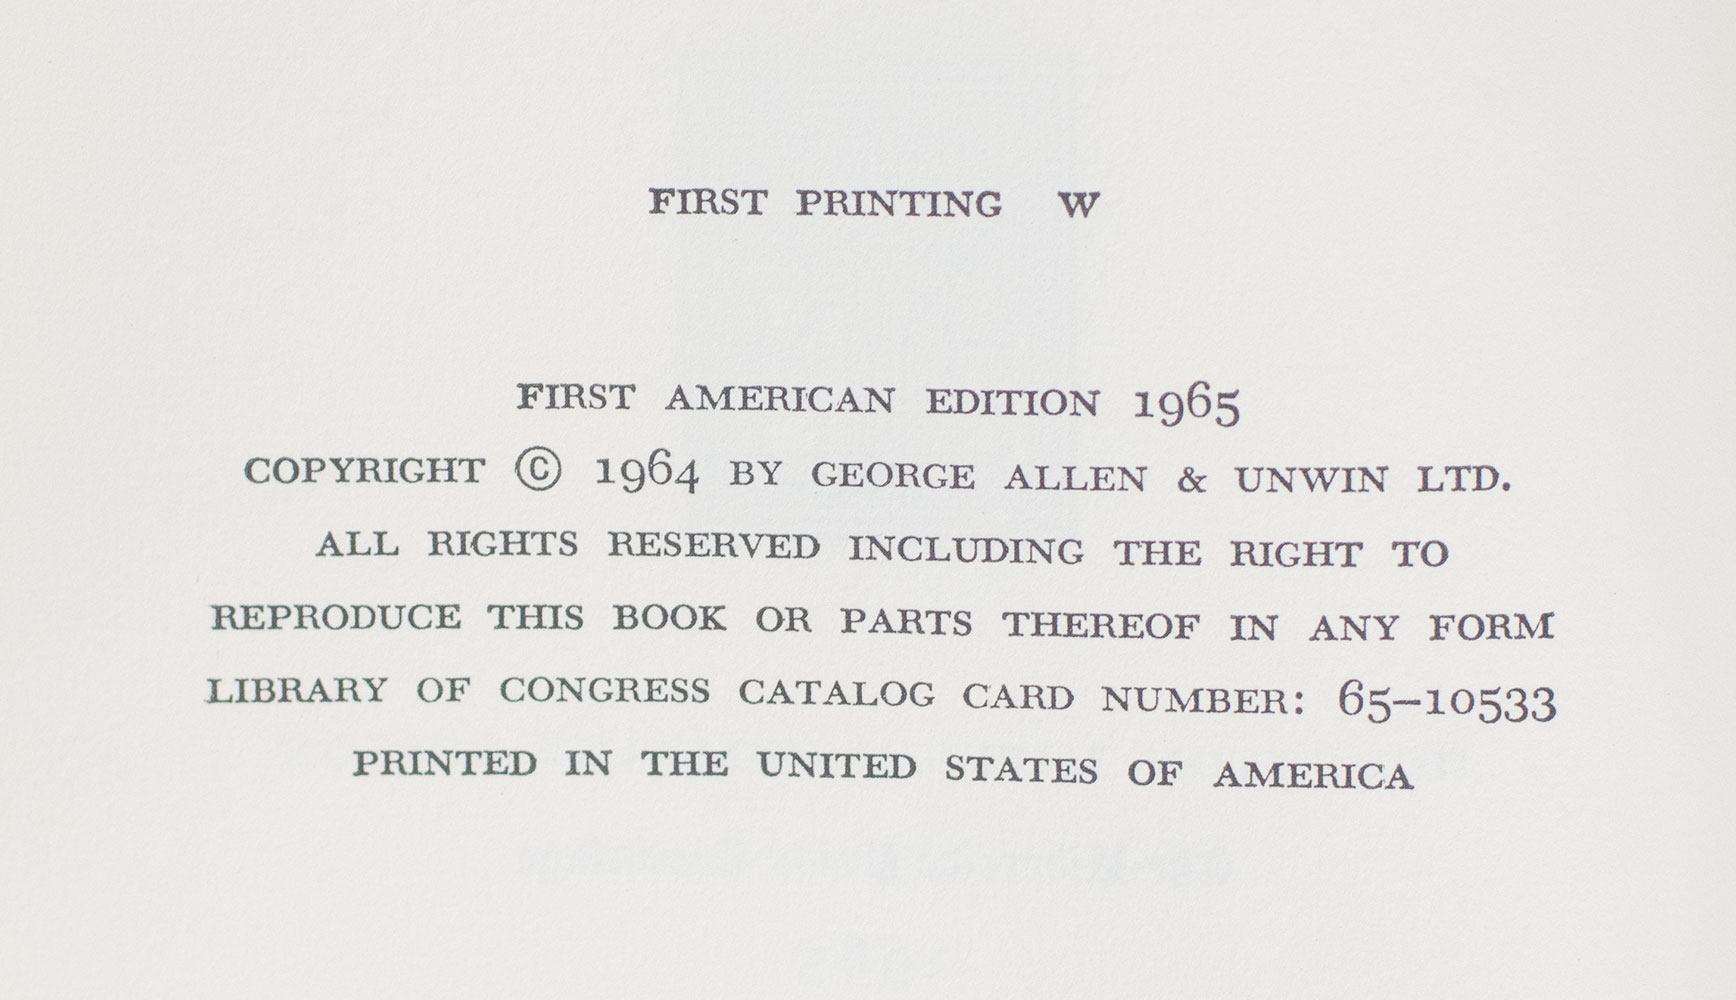 FIRST PRINTING W
FIRST AMERICAN EDITION 1965
COPYRIGHT © 1964 BY GEORGE ALLEN & UNWIN LTD.
ALL RIGHTS RESERVED INCLUDING THE RIGHT TO
REPRODUCE THIS BOOK OR PARTS THEREOF IN ANY FORM
LIBRARY OF CONGRESS CATALOG CARD NUMBER: 65–10533
PRINTED IN THE UNITED STATES OF AMERICA